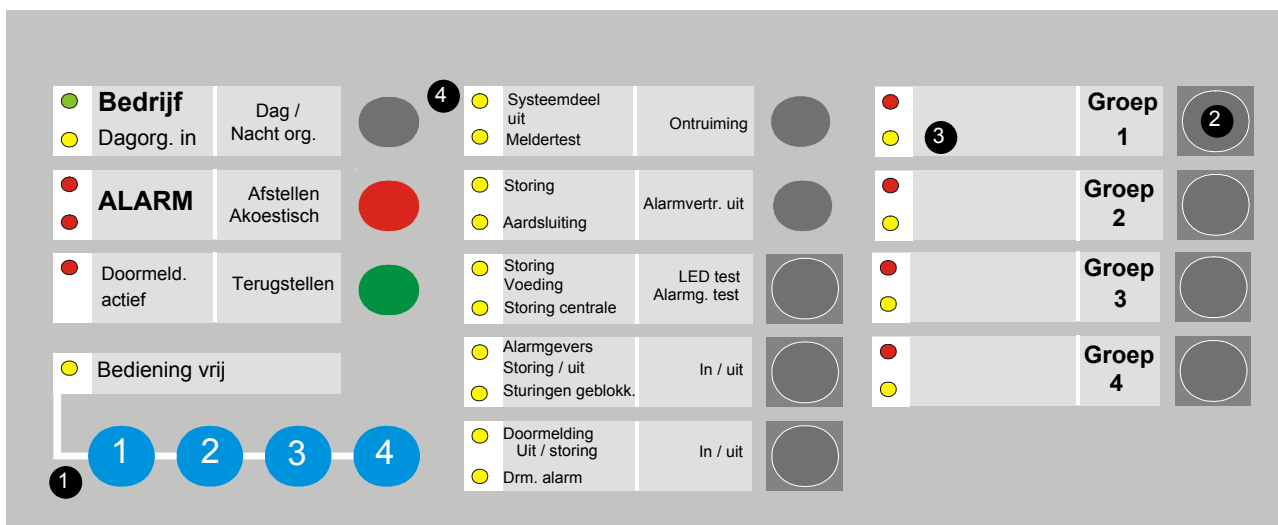 Bedrijf
Dagorg. in
Dag /
Nacht org.
ALARM
Afstellen
Akoestisch
Doormeld.
actief
Terugstellen
Bediening vrij
1 2 3 4
1
4
Systeemdeel
uit
Meldertest
Ontruiming
Storing
Aardsluiting
Alarmvertr. uit
Storing
Voeding
Storing centrale
LED test
Alarmg. test
Alarmgevers
Storing / uit
Sturingen geblokk.
In / uit
Doormelding
Uit / storing
Drm. alarm
In / uit
3
Groep
1
2
Groep
2
Groep
3
Groep
4